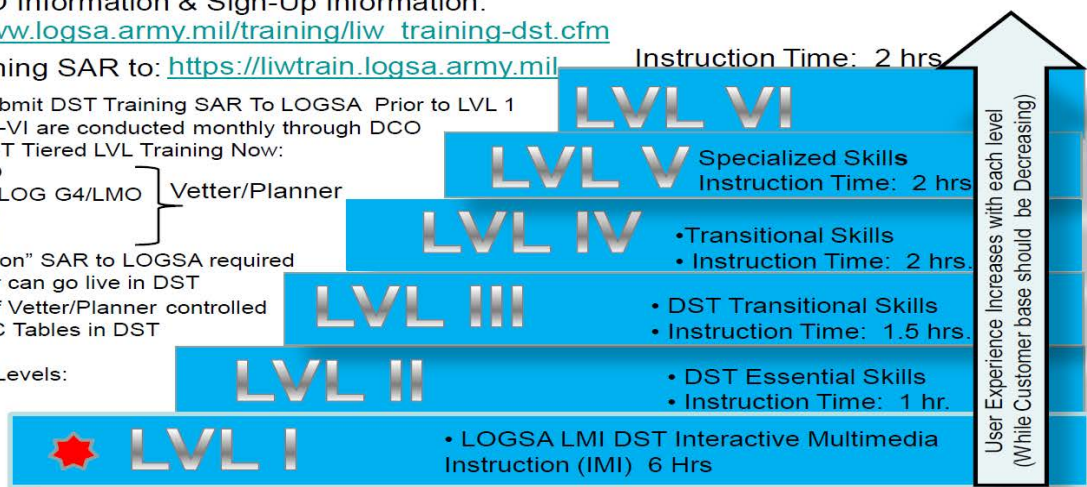 Information & Sign-Up Information:
ww.logsa.army.mil/training/liw_training-dst.cfm
ning SAR to: https://liwtrain.logsa.army.mil
Instruction Time: 2 hrs
bmit DST Training SAR To LOGSA Prior to LVL 1
-VI are conducted monthly through DCO
T Tiered LVL Training Now:
LOG G4/LMO
Vetter/Planner
on" SAR to LOGSA required
can go live in DST
f Vetter/Planner controlled
C Tables in DST
Levels:
LVL VI
LVL V
Specialized Skills
Instruction Time: 2 hrs.
LVL IV
•Transitional Skills
• Instruction Time: 2 hrs.
LVL III
• DST Transitional Skills
• Instruction Time: 1.5 hrs.
LVL II
• DST Essential Skills
• Instruction Time: 1 hr.
LVL I
• LOGSA LMI DST Interactive Multimedia
Instruction (IMI) 6 Hrs
User Experience Increases with each level
(While Customer base should be Decreasing)